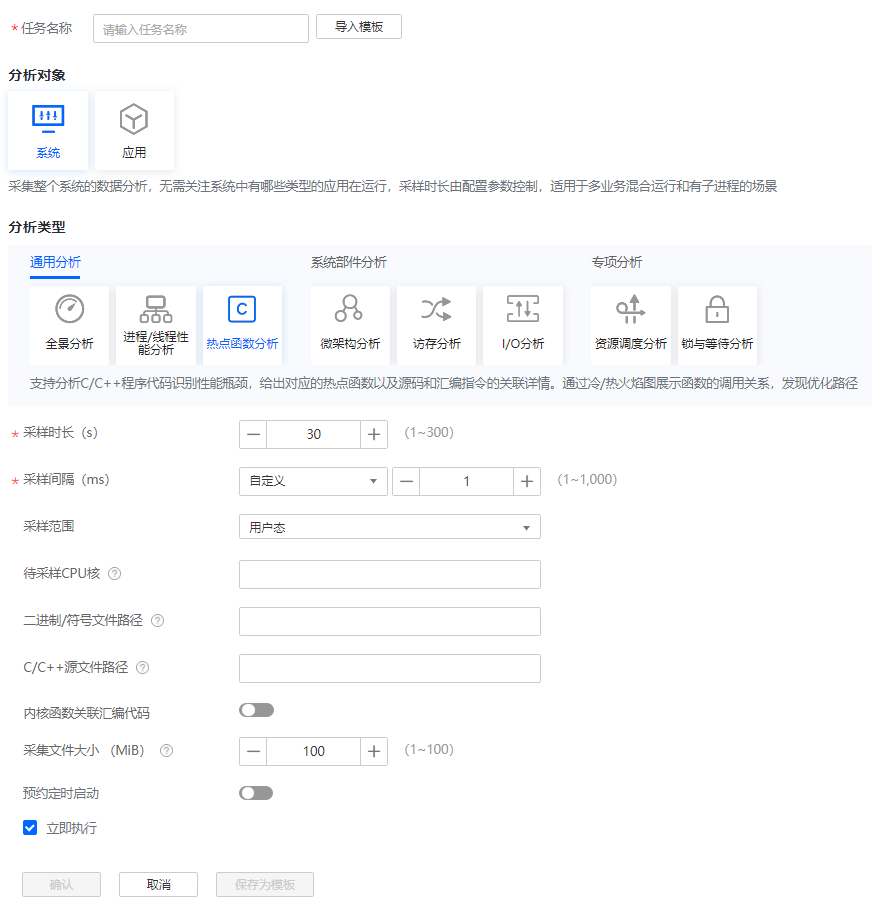 * 任务名称 请输入任务名称 导入模板
分析对象
系统 应用
采集整个系统的数据分析，无需关注系统中有哪些类型的应用在运行，采样时长由配置参数控制，适用于多业务混合运行和有子进程的场景
分析类型
通用分析 系统部件分析 专项分析
C
全景分析 进程/线程性能分析 热点函数分析 微架构分析 访存分析 I/O分析 资源调度分析 锁与等待分析
支持分析C/C++程序代码识别性能瓶颈，给出对应的热点函数以及源码和汇编指令的关联详情。通过冷/热火焰图展示函数的调用关系，发现优化路径
* 采样时长（s） — 30 + (1~300)
* 采样间隔（ms） 自定义 — 1 + (1~1,000)
采样范围 用户态
待采样CPU核 ?
二进制/符号文件路径 ?
C/C++源文件路径 ?
内核函数关联汇编代码
采集文件大小（MiB） ? — 100 + (1~100)
预约定时启动
立即执行
确认 取消 保存为模板